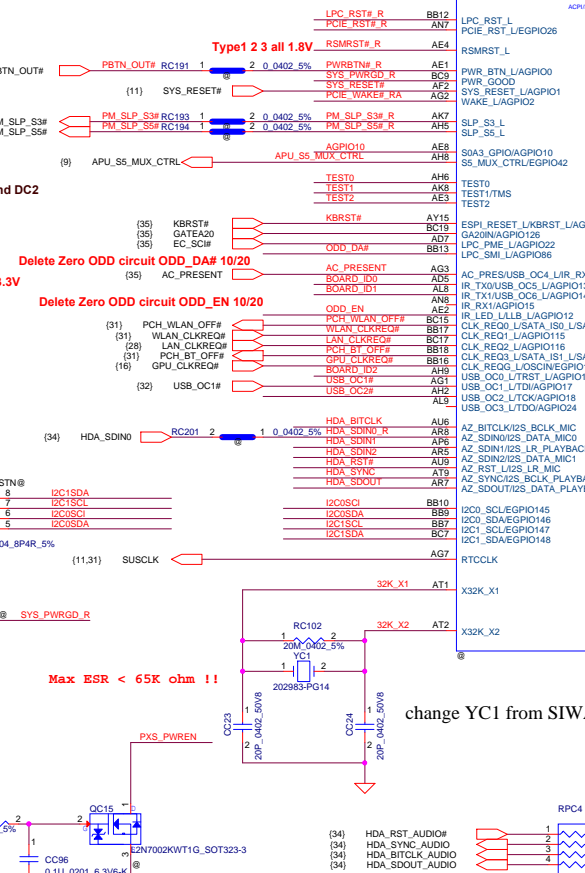 ACPI/
LPC_RST#_R BB12 LPC_RST_L
PCIE_RST#_R AN7 PCIE_RST_L/EGPIO26
Type1 2 3 all 1.8V RSMRST#_R AE4 RSMRST_L
BTN_OUT# PBTN_OUT# RC191 1 2 0_0402_5% PWRBTN#_R AE1 PWR_BTN_L/AGPIO0
@ SYS_PWRGD_R BC9 PWR_GOOD
{11} SYS_RESET# SYS_RESET# AF2 SYS_RESET_L/AGPIO1
PCIE_WAKE#_RA AG2 WAKE_L/AGPIO2
M_SLP_S3# PM_SLP_S3# RC193 1 2 0_0402_5% PM_SLP_S3#_R AK7 SLP_S3_L
M_SLP_S5# PM_SLP_S5# RC194 1 2 0_0402_5% PM_SLP_S5#_R AH5 SLP_S5_L
@
AGPIO10 AE8 S0A3_GPIO/AGPIO10
{9} APU_S5_MUX_CTRL APU_S5_MUX_CTRL AH8 S5_MUX_CTRL/EGPIO42
TEST0 AH6 TEST0
nd DC2 TEST1 AK8 TEST1/TMS
TEST2 AE3 TEST2
{35} KBRST# KBRST# AY15 ESPI_RESET_L/KBRST_L/AG
{35} GATEA20 BC19 GA20IN/AGPIO126
{35} EC_SCI# AD7 LPC_PME_L/AGPIO22
ODD_DA# BB13 LPC_SMI_L/AGPIO86
Delete Zero ODD circuit ODD_DA# 10/20
3.3V {35} AC_PRESENT AC_PRESENT AG3 AC_PRES/USB_OC4_L/IR_RX
BOARD_ID0 AD5 IR_TX0/USB_OC5_L/AGPIO13
BOARD_ID1 AL8 IR_TX1/USB_OC6_L/AGPIO14
Delete Zero ODD circuit ODD_EN 10/20 AN8 IR_RX1/AGPIO15
ODD_EN AE2 IR_LED_L/LLB_L/AGPIO12
{31} PCH_WLAN_OFF# PCH_WLAN_OFF# BC15 CLK_REQ0_L/SATA_IS0_L/SA
{31} WLAN_CLKREQ# WLAN_CLKREQ# BB17 CLK_REQ1_L/AGPIO115
{28} LAN_CLKREQ# LAN_CLKREQ# BC17 CLK_REQ2_L/AGPIO116
{31} PCH_BT_OFF# PCH_BT_OFF# BB18 CLK_REQ3_L/SATA_IS1_L/SA
{16} GPU_CLKREQ# GPU_CLKREQ# BB16 CLK_REQG_L/OSCIN/EGPIO1
BOARD_ID2 AH9 USB_OC0_L/TRST_L/AGPIO1
{32} USB_OC1# USB_OC1# AG1 USB_OC1_L/TDI/AGPIO17
USB_OC2# AH2 USB_OC2_L/TCK/AGPIO18
AL9 USB_OC3_L/TDO/AGPIO24
HDA_BITCLK AU6 AZ_BITCLK/I2S_BCLK_MIC
{34} HDA_SDIN0 RC201 2 1 0_0402_5% HDA_SDIN0_R AR8 AZ_SDIN0/I2S_DATA_MIC0
@ HDA_SDIN1 AP6 AZ_SDIN1/I2S_LR_PLAYBAC
HDA_SDIN2 AR5 AZ_SDIN2/I2S_DATA_MIC1
HDA_RST# AU9 AZ_RST_L/I2S_LR_MIC
HDA_SYNC AT9 AZ_SYNC/I2S_BCLK_PLAYBA
STN@ HDA_SDOUT AR7 AZ_SDOUT/I2S_DATA_PLAY
8 I2C1SDA
7 I2C1SCL I2C0SCI BB10 I2C0_SCL/EGPIO145
6 I2C0SCI I2C0SDA BB9 I2C0_SDA/EGPIO146
5 I2C0SDA I2C1SCL BB7 I2C1_SCL/EGPIO147
I2C1SDA BC7 I2C1_SDA/EGPIO148
04_8P4R_5%
{11,31} SUSCLK AG7 RTCCLK
32K_X1 AT1 X32K_X1
@ SYS_PWRGD_R
RC102 32K_X2 AT2 X32K_X2
1 2
20M_0402_5%
@
YC1
1 2
Max ESR < 65K ohm !!
202983-PG14
CC23 1 2 20P_0402_50V8
CC24 1 2 20P_0402_50V8
change YC1 from SIW.
PXS_PWREN
QC15 1
RPC4
2 5% 2
L2N7002KWT1G_SOT323-3
3 @
1 CC96
0.1U_0201_6.3V6-K
{34} HDA_RST_AUDIO# 1
{34} HDA_SYNC_AUDIO 2
{34} HDA_BITCLK_AUDIO 3
{34} HDA_SDOUT_AUDIO 4